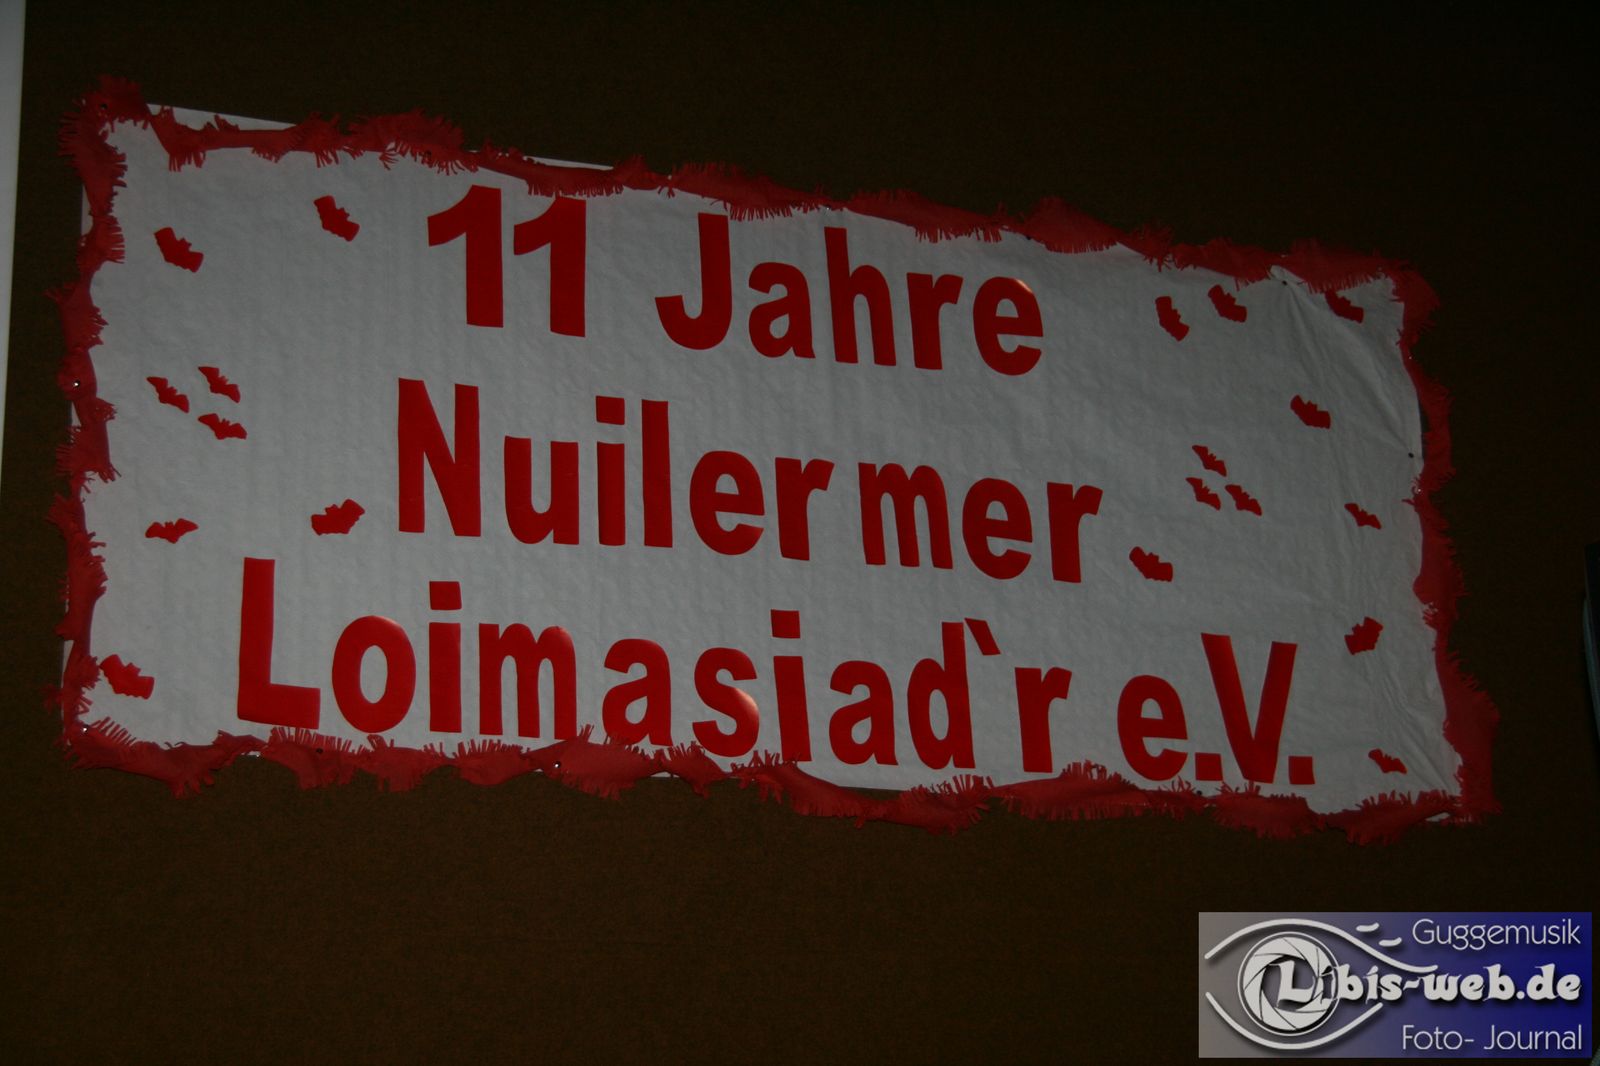 11 Jahre
Nuilermer
Loimasiad`r e.V.
Guggemusik
Libis-web.de
Foto- Journal